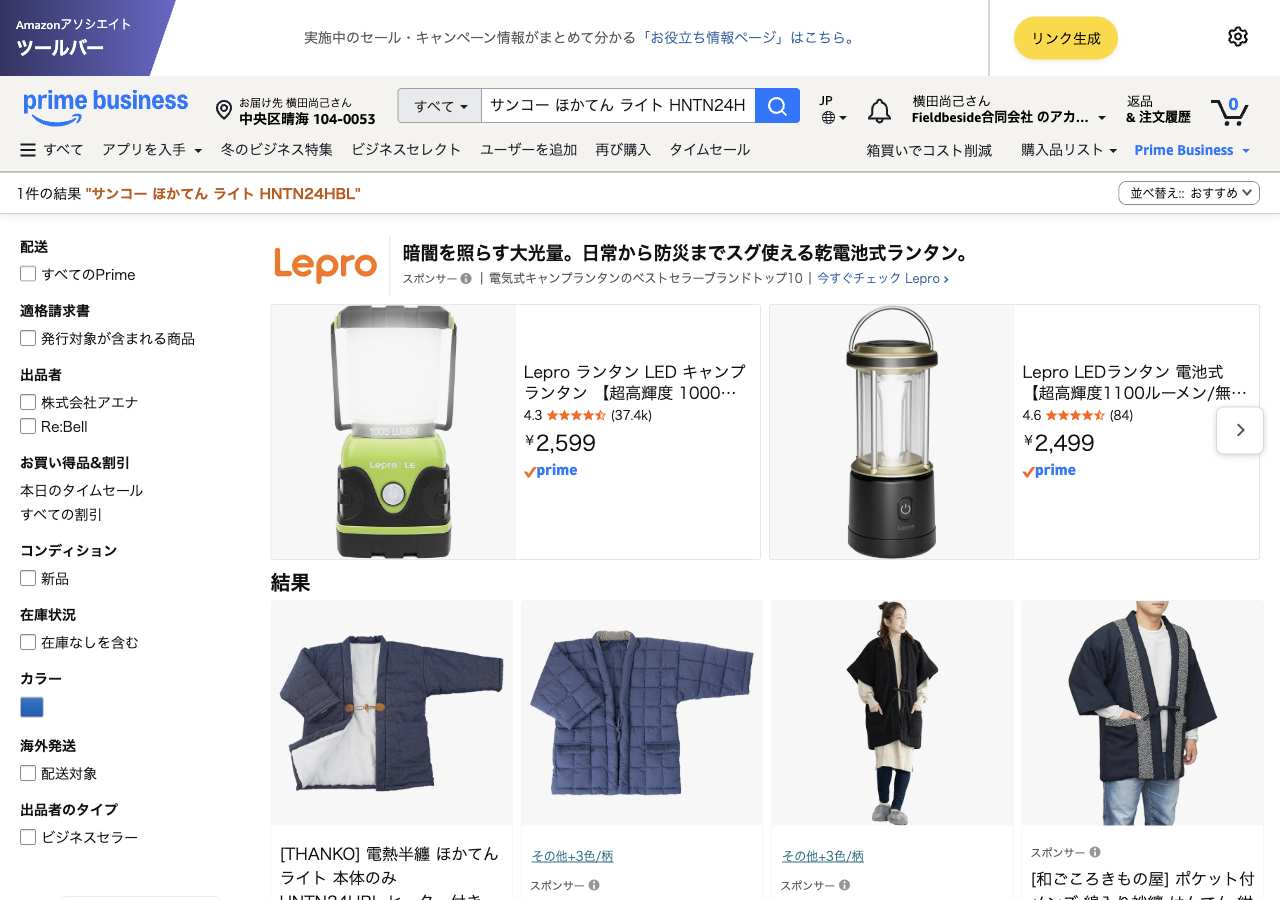 Amazonアソシエイト
ツールバー
実施中のセール・キャンペーン情報がまとめて分かる「お役立ち情報ページ」はこちら。
リンク生成
prime business
お届け先 横田尚己さん
中央区晴海 104-0053
すべて
サンコー ほかてん ライト HNTN24H
JP
横田尚己さん
Fieldbeside合同会社 のアカ...
返品
& 注文履歴
0
すべて
アプリを入手
冬のビジネス特集
ビジネスセレクト
ユーザーを追加
再び購入
タイムセール
箱買いでコスト削減
購入品リスト
Prime Business
1件の結果 "サンコー ほかてん ライト HNTN24HBL"
並べ替え:: おすすめ
配送
すべてのPrime
適格請求書
発行対象が含まれる商品
出品者
株式会社アエナ
Re:Bell
お買い得品&割引
本日のタイムセール
すべての割引
コンディション
新品
在庫状況
在庫なしを含む
カラー
海外発送
配送対象
出品者のタイプ
ビジネスセラー
Lepro
暗闇を照らす大光量。日常から防災までスグ使える乾電池式ランタン。
スポンサー | 電気式キャンプランタンのベストセラーブランドトップ10 | 今すぐチェック Lepro ›
1000 LUMEN
Lepro LE
Lepro ランタン LED キャンプ
ランタン 【超高輝度 1000…
4.3 (37.4k)
¥2,599
prime
Lepro LEDランタン 電池式
【超高輝度1100ルーメン/無…
4.6 (84)
¥2,499
prime
結果
[THANKO] 電熱半纏 ほかてん
ライト 本体のみ
HNTN24HBL ヒーター付き
その他+3色/柄
スポンサー
その他+3色/柄
スポンサー
スポンサー
[和ごころきもの屋] ポケット付